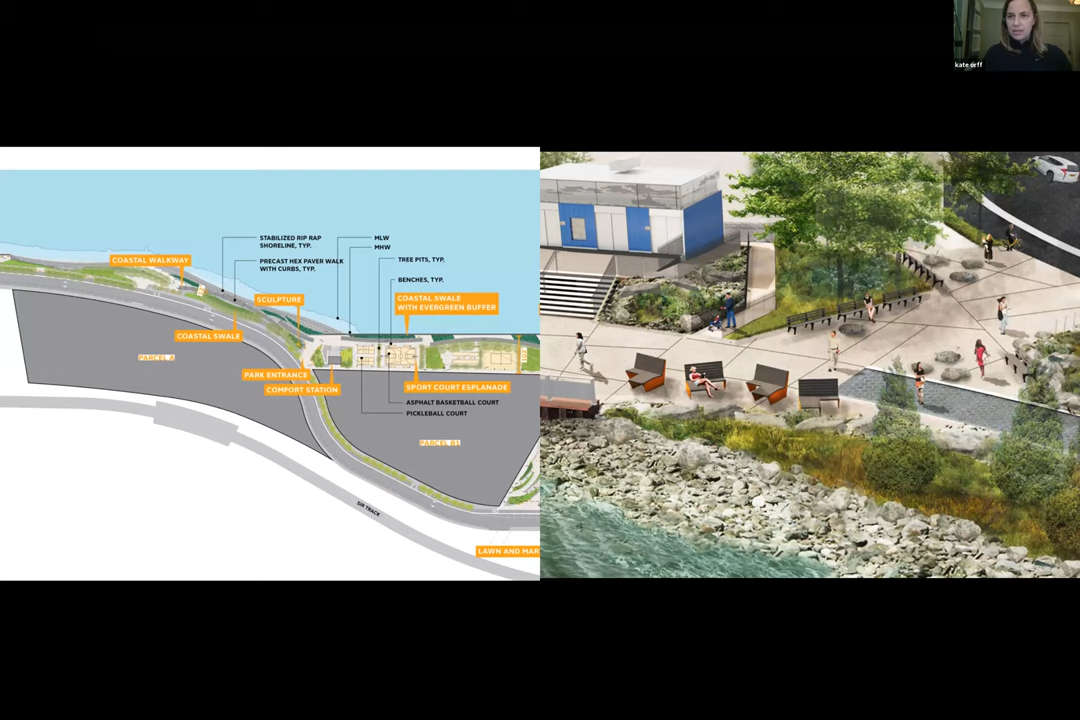 kate orff
STABILIZED RIP RAP
SHORELINE, TYP.
MLW
MHW
COASTAL WALKWAY
PRECAST HEX PAVER WALK
WITH CURBS, TYP.
TREE PITS, TYP.
BENCHES, TYP.
SCULPTURE
COASTAL SWALE
WITH EVERGREEN BUFFER
COASTAL SWALE
PARCEL A
PARK ENTRANCE
COMFORT STATION
SPORT COURT ESPLANADE
ASPHALT BASKETBALL COURT
PICKLEBALL COURT
PARCEL B1
SIR TRACK
LAWN AND MAR